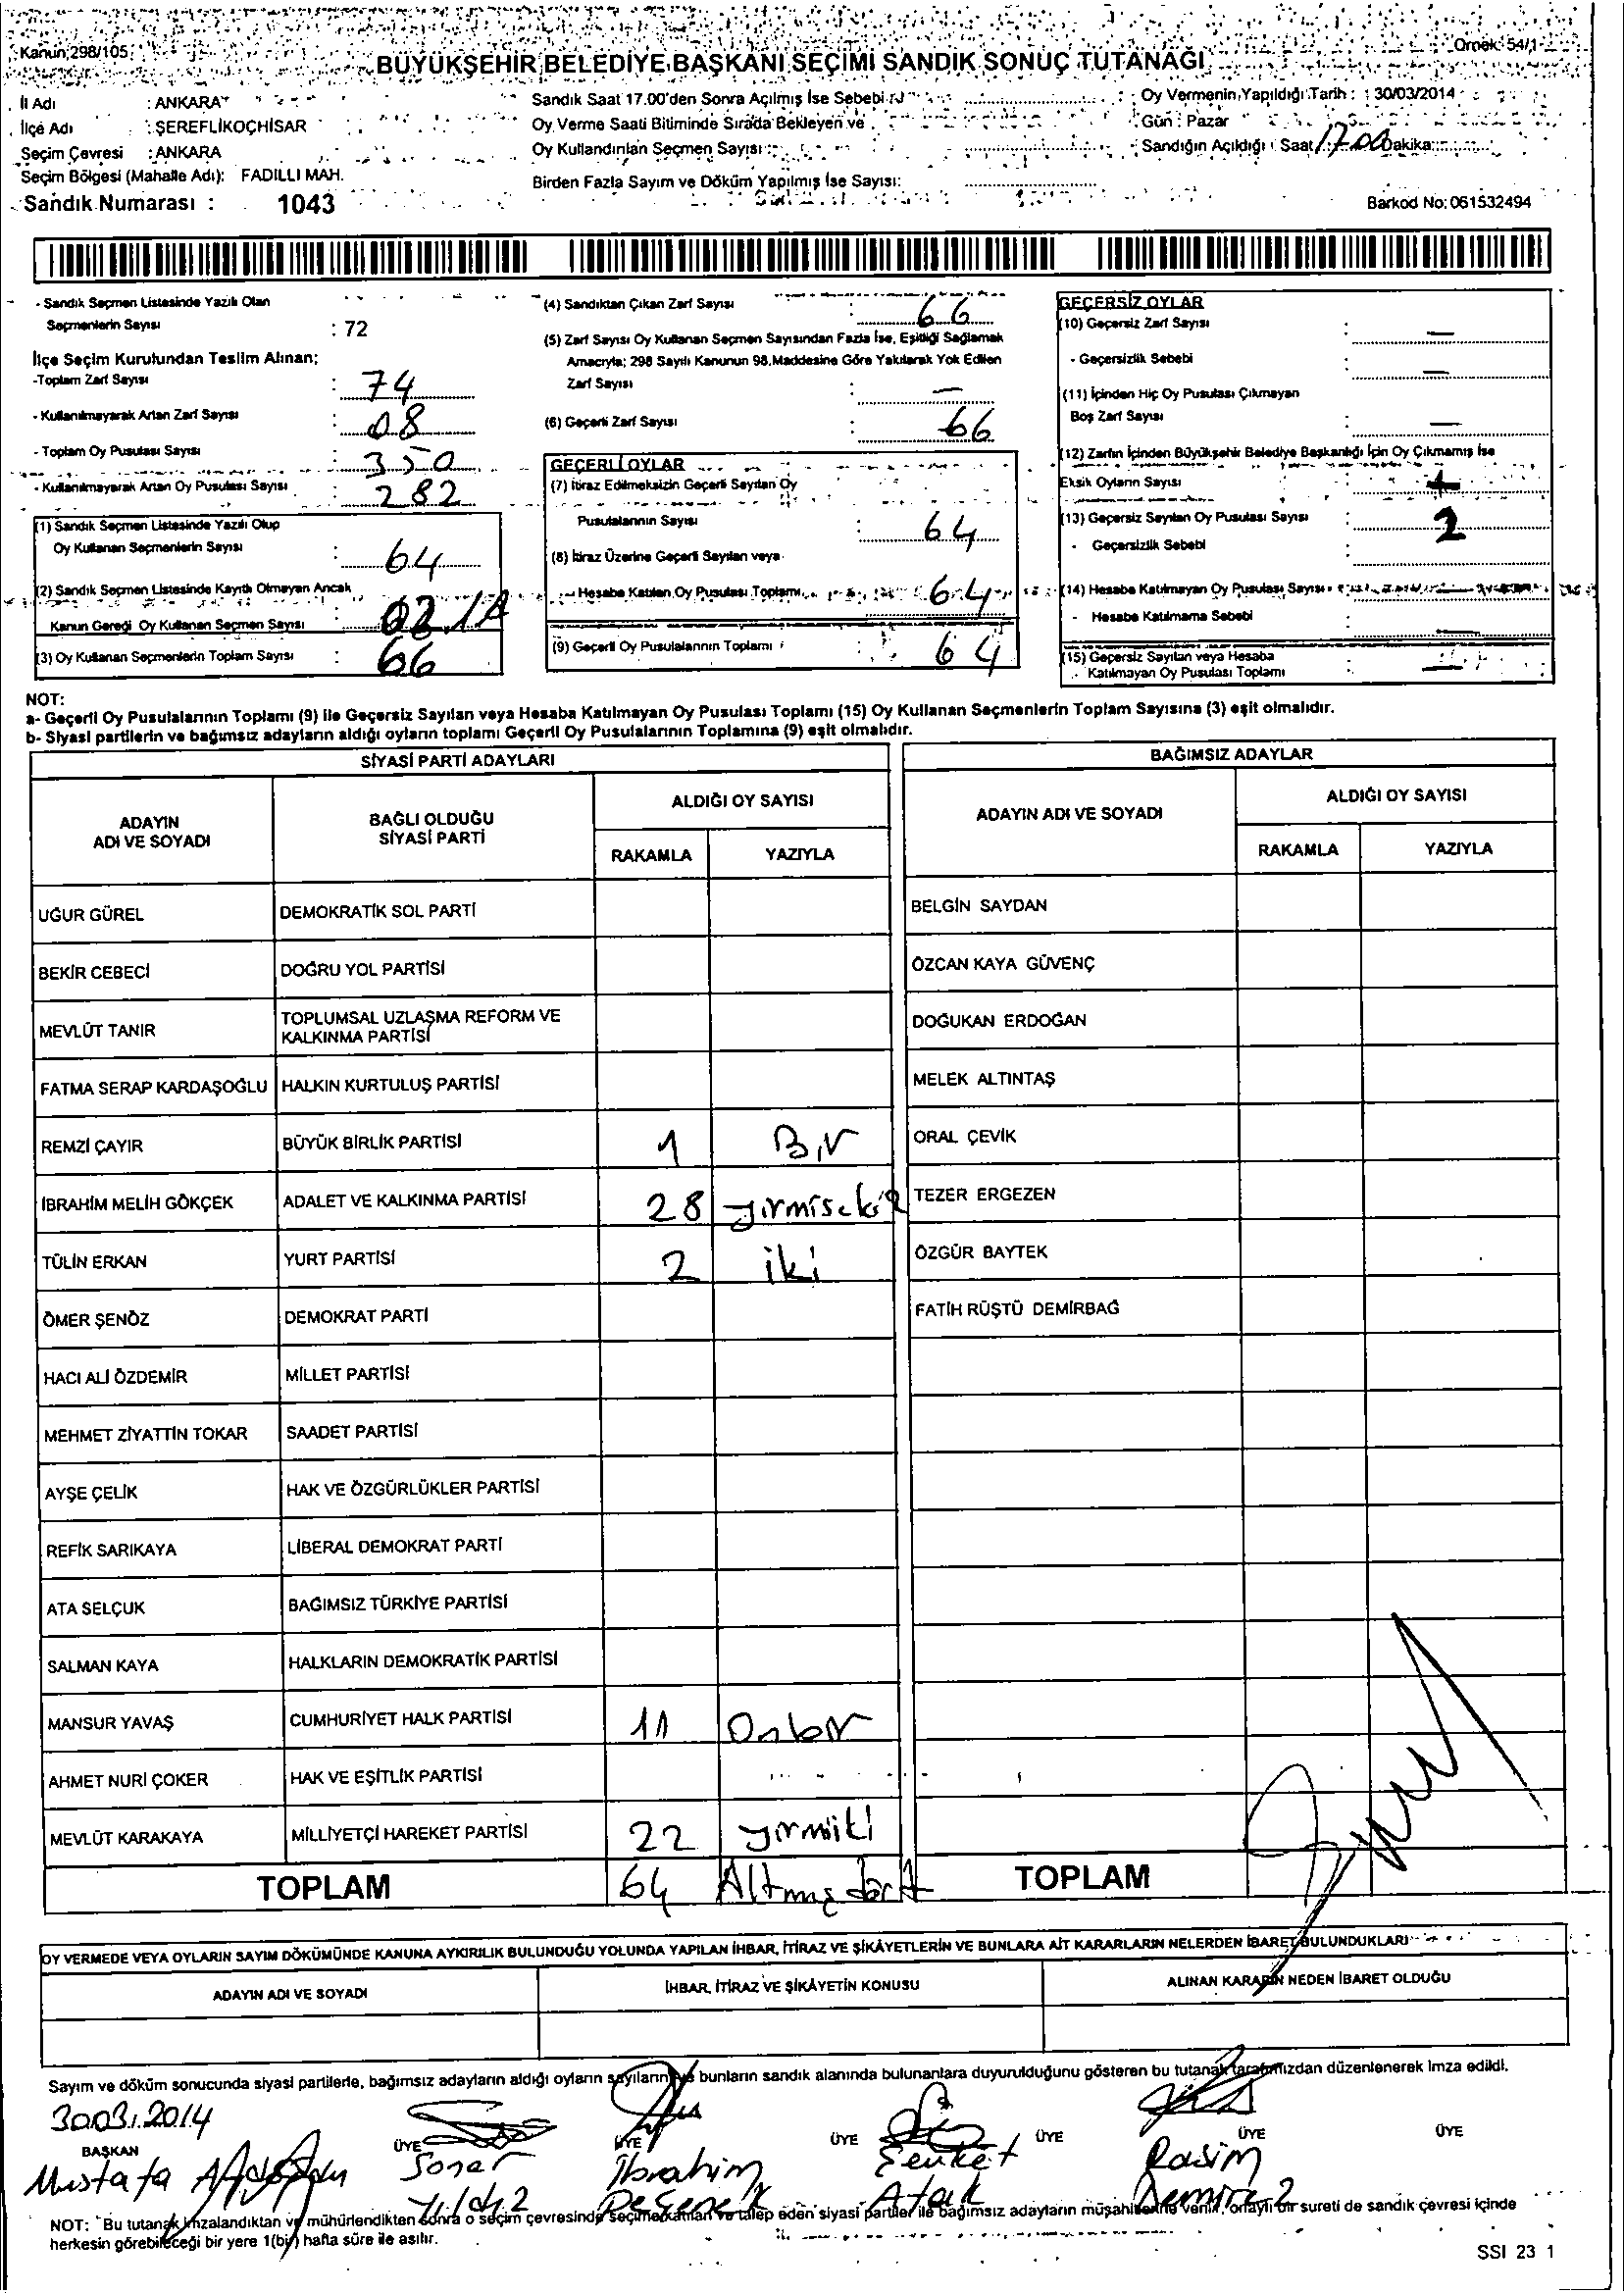 Kanun 298/105
Örnek: 54/1
BÜYÜKŞEHİR BELEDİYE BAŞKANI SEÇİMİ SANDIK SONUÇ TUTANAĞI
İl Adı : ANKARA
İlçe Adı : ŞEREFLİKOÇHİSAR
Seçim Çevresi : ANKARA
Seçim Bölgesi (Mahalle Adı): FADILLI MAH.
Sandık Numarası : 1043
Sandık Saat 17.00'den Sonra Açılmış İse Sebebi
Oy Verme Saati Bitiminde Sırada Bekleyen ve
Oy Kullandırılan Seçmen Sayısı :
Birden Fazla Sayım ve Döküm Yapılmış İse Sayısı:
Oy Vermenin Yapıldığı Tarih : 30/03/2014
Gün : Pazar
Sandığın Açıldığı : Saat 17 00 Dakika
Barkod No: 061532494
- Sandık Seçmen Listesinde Yazılı Olan
Seçmenlerin Sayısı : 72
İlçe Seçim Kurulundan Teslim Alınan;
-Toplam Zarf Sayısı : 74
- Kullanılmayarak Artan Zarf Sayısı : 08
- Toplam Oy Pusulası Sayısı : 350
- Kullanılmayarak Artan Oy Pusulası Sayısı : 282
(1) Sandık Seçmen Listesinde Yazılı Olup
Oy Kullanan Seçmenlerin Sayısı : 64
(2) Sandık Seçmen Listesinde Kayıtlı Olmayan Ancak
Kanun Gereği Oy Kullanan Seçmen Sayısı : 02
(3) Oy Kullanan Seçmenlerin Toplam Sayısı : 66
(4) Sandıktan Çıkan Zarf Sayısı : 66
(5) Zarf Sayısı Oy Kullanan Seçmen Sayısından Fazla İse, Eşitliği Sağlamak
Amacıyla; 298 Sayılı Kanunun 98.Maddesine Göre Yakılarak Yok Edilen
Zarf Sayısı : —
(6) Geçerli Zarf Sayısı : 66
GEÇERLİ OYLAR
(7) İtiraz Edilmeksizin Geçerli Sayılan Oy
Pusulalarının Sayısı : 64
(8) İtiraz Üzerine Geçerli Sayılan veya
Hesaba Katılan Oy Pusulası Toplamı 64
(9) Geçerli Oy Pusulalarının Toplamı : 64
GEÇERSİZ OYLAR
(10) Geçersiz Zarf Sayısı : —
- Geçersizlik Sebebi : —
(11) İçinden Hiç Oy Pusulası Çıkmayan
Boş Zarf Sayısı : —
(12) Zarfın İçinden Büyükşehir Belediye Başkanlığı İçin Oy Çıkmamış İse
Eksik Oyların Sayısı :
(13) Geçersiz Sayılan Oy Pusulası Sayısı : 2
- Geçersizlik Sebebi :
(14) Hesaba Katılmayan Oy Pusulası Sayısı
- Hesaba Katılmama Sebebi : —
(15) Geçersiz Sayılan veya Hesaba
Katılmayan Oy Pusulası Toplamı : —
NOT:
a- Geçerli Oy Pusulalarının Toplamı (9) ile Geçersiz Sayılan veya Hesaba Katılmayan Oy Pusulası Toplamı (15) Oy Kullanan Seçmenlerin Toplam Sayısına (3) eşit olmalıdır.
b- Siyasi partilerin ve bağımsız adayların aldığı oyların toplamı Geçerli Oy Pusulalarının Toplamına (9) eşit olmalıdır.
SİYASİ PARTİ ADAYLARI
ADAYIN
ADI VE SOYADI
BAĞLI OLDUĞU
SİYASİ PARTİ
ALDIĞI OY SAYISI
RAKAMLA YAZIYLA
UĞUR GÜREL DEMOKRATİK SOL PARTİ
BEKİR CEBECİ DOĞRU YOL PARTİSİ
MEVLÜT TANIR TOPLUMSAL UZLAŞMA REFORM VE
KALKINMA PARTİSİ
FATMA SERAP KARDAŞOĞLU HALKIN KURTULUŞ PARTİSİ
REMZİ ÇAYIR BÜYÜK BİRLİK PARTİSİ 1 Bir
İBRAHİM MELİH GÖKÇEK ADALET VE KALKINMA PARTİSİ 28 yirmisekiz
TÜLİN ERKAN YURT PARTİSİ 2 iki
ÖMER ŞENÖZ DEMOKRAT PARTİ
HACI ALİ ÖZDEMİR MİLLET PARTİSİ
MEHMET ZİYATTİN TOKAR SAADET PARTİSİ
AYŞE ÇELİK HAK VE ÖZGÜRLÜKLER PARTİSİ
REFİK SARIKAYA LİBERAL DEMOKRAT PARTİ
ATA SELÇUK BAĞIMSIZ TÜRKİYE PARTİSİ
SALMAN KAYA HALKLARIN DEMOKRATİK PARTİSİ
MANSUR YAVAŞ CUMHURİYET HALK PARTİSİ 11 Onbir
AHMET NURİ ÇOKER HAK VE EŞİTLİK PARTİSİ
MEVLÜT KARAKAYA MİLLİYETÇİ HAREKET PARTİSİ 22 yirmiiki
TOPLAM 64 Altmış dört
BAĞIMSIZ ADAYLAR
ADAYIN ADI VE SOYADI
ALDIĞI OY SAYISI
RAKAMLA YAZIYLA
BELGİN SAYDAN
ÖZCAN KAYA GÜVENÇ
DOĞUKAN ERDOĞAN
MELEK ALTINTAŞ
ORAL ÇEVİK
TEZER ERGEZEN
ÖZGÜR BAYTEK
FATİH RÜŞTÜ DEMİRBAĞ
TOPLAM
OY VERMEDE VEYA OYLARIN SAYIM DÖKÜMÜNDE KANUNA AYKIRILIK BULUNDUĞU YOLUNDA YAPILAN İHBAR, İTİRAZ VE ŞİKÂYETLERİN VE BUNLARA AİT KARARLARIN NELERDEN İBARET BULUNDUKLARI
ADAYIN ADI VE SOYADI İHBAR, İTİRAZ VE ŞİKÂYETİN KONUSU ALINAN KARARIN NEDEN İBARET OLDUĞU
Sayım ve döküm sonucunda siyasi partilerle, bağımsız adayların aldığı oyların sayılarını ve bunların sandık alanında bulunanlara duyurulduğunu gösteren bu tutanak tarafımızdan düzenlenerek imza edildi.
30.03.2014
BAŞKAN ÜYE ÜYE ÜYE ÜYE ÜYE ÜYE
Mustafa Soner İbrahim Şevket Rasim
Yıldız Atak
NOT: Bu tutanak imzalandıktan ve mühürlendikten sonra o seçim çevresinde seçime katılan ve talep eden siyasi partiler ile bağımsız adayların müşahitlerine verilir, onaylı bir sureti de sandık çevresi içinde
herkesin görebileceği bir yere 1(bir) hafta süre ile asılır.
SSI 23 1